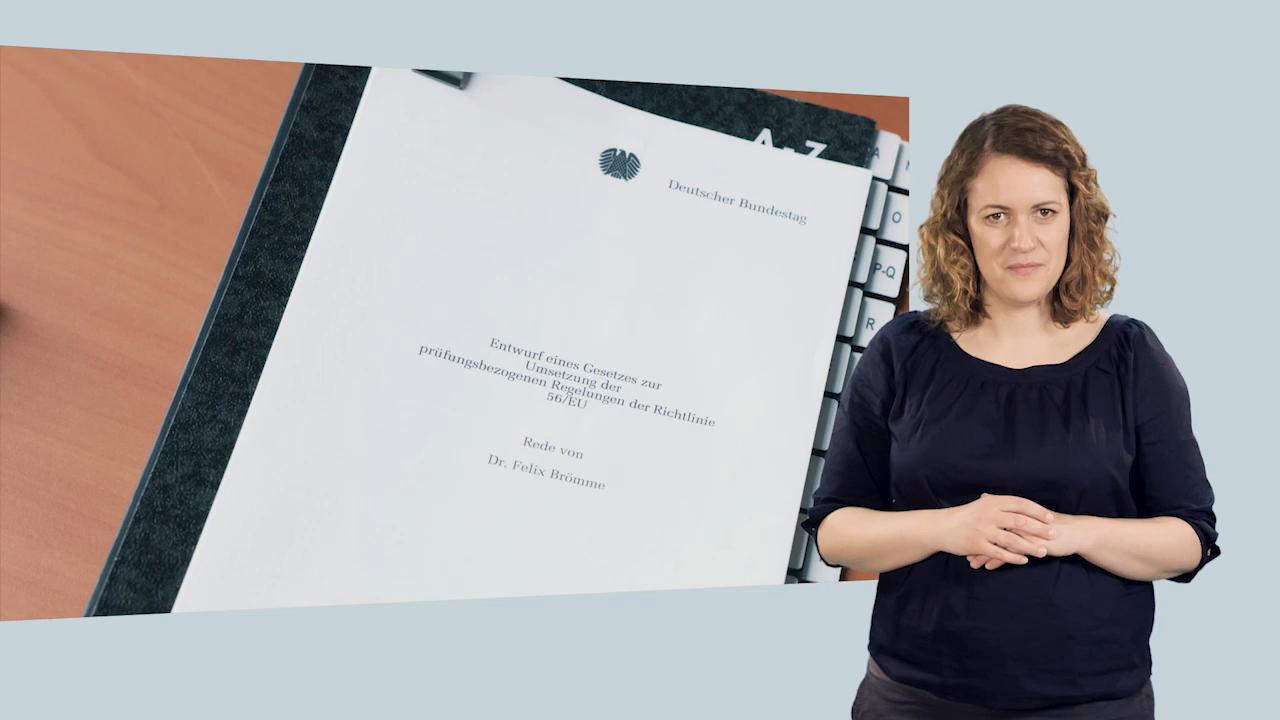 A-Z
Deutscher Bundestag
A
O
P-Q
R
Entwurf eines Gesetzes zur
Umsetzung der
prüfungsbezogenen Regelungen der Richtlinie
56/EU
Rede von
Dr. Felix Brömme